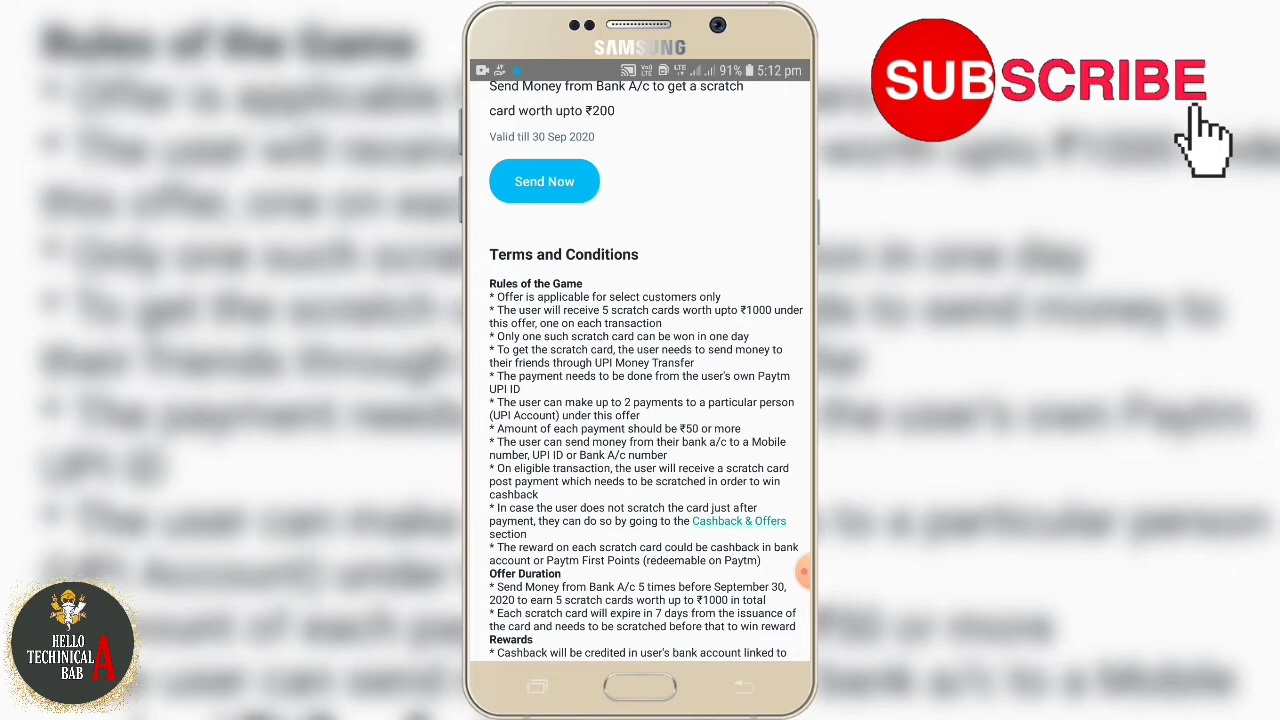 SAMSUNG
91% 5:12 pm
Send Money from Bank A/c to get a scratch
card worth upto ₹200
Valid till 30 Sep 2020
Send Now
Terms and Conditions
Rules of the Game
* Offer is applicable for select customers only
* The user will receive 5 scratch cards worth upto ₹1000 under
this offer, one on each transaction
* Only one such scratch card can be won in one day
* To get the scratch card, the user needs to send money to
their friends through UPI Money Transfer
* The payment needs to be done from the user's own Paytm
UPI ID
* The user can make up to 2 payments to a particular person
(UPI Account) under this offer
* Amount of each payment should be ₹50 or more
* The user can send money from their bank a/c to a Mobile
number, UPI ID or Bank A/c number
* On eligible transaction, the user will receive a scratch card
post payment which needs to be scratched in order to win
cashback
* In case the user does not scratch the card just after
payment, they can do so by going to the Cashback & Offers
section
* The reward on each scratch card could be cashback in bank
account or Paytm First Points (redeemable on Paytm)
Offer Duration
* Send Money from Bank A/c 5 times before September 30,
2020 to earn 5 scratch cards worth up to ₹1000 in total
* Each scratch card will expire in 7 days from the issuance of
the card and needs to be scratched before that to win reward
Rewards
* Cashback will be credited in user's bank account linked to
SUBSCRIBE
HELLO
TECHINICAL
BAB
A